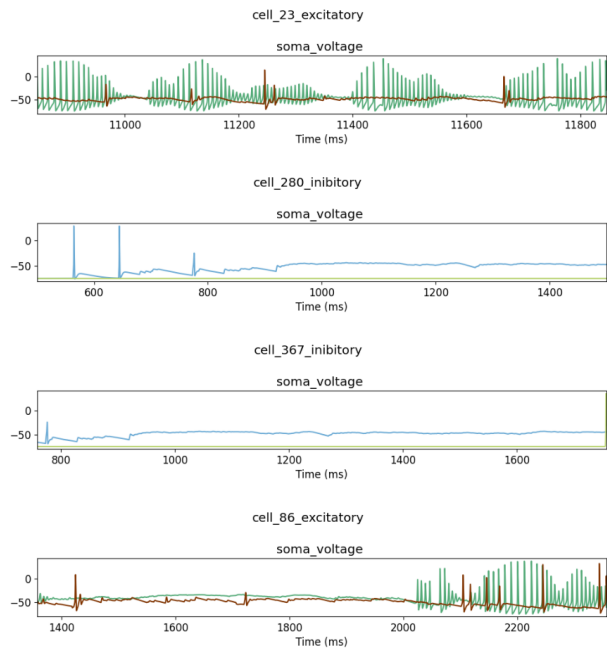 cell_23_excitatory
soma_voltage
0
−50
11000 11200 11400 11600 11800
Time (ms)
cell_280_inibitory
soma_voltage
0
−50
600 800 1000 1200 1400
Time (ms)
cell_367_inibitory
soma_voltage
0
−50
800 1000 1200 1400 1600
Time (ms)
cell_86_excitatory
soma_voltage
0
−50
1400 1600 1800 2000 2200
Time (ms)